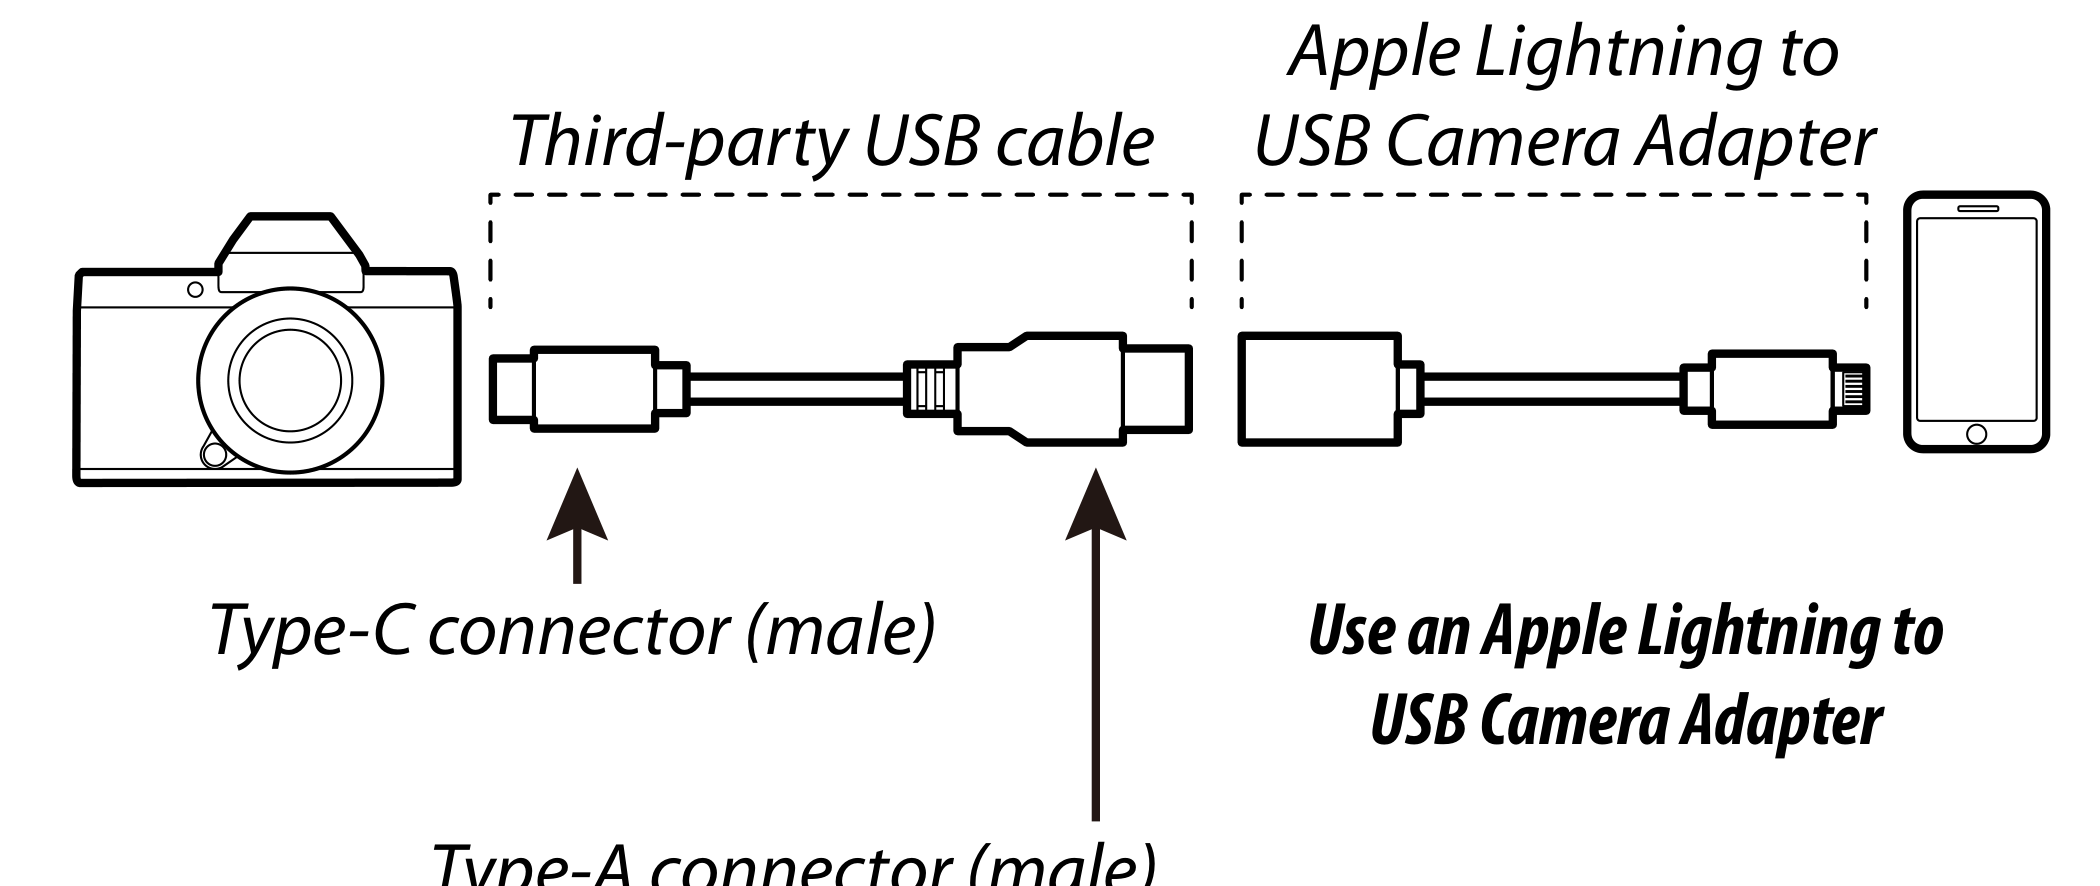 Apple Lightning to
USB Camera Adapter
Third-party USB cable
Type-C connector (male)
Use an Apple Lightning to
USB Camera Adapter
Type-A connector (male)